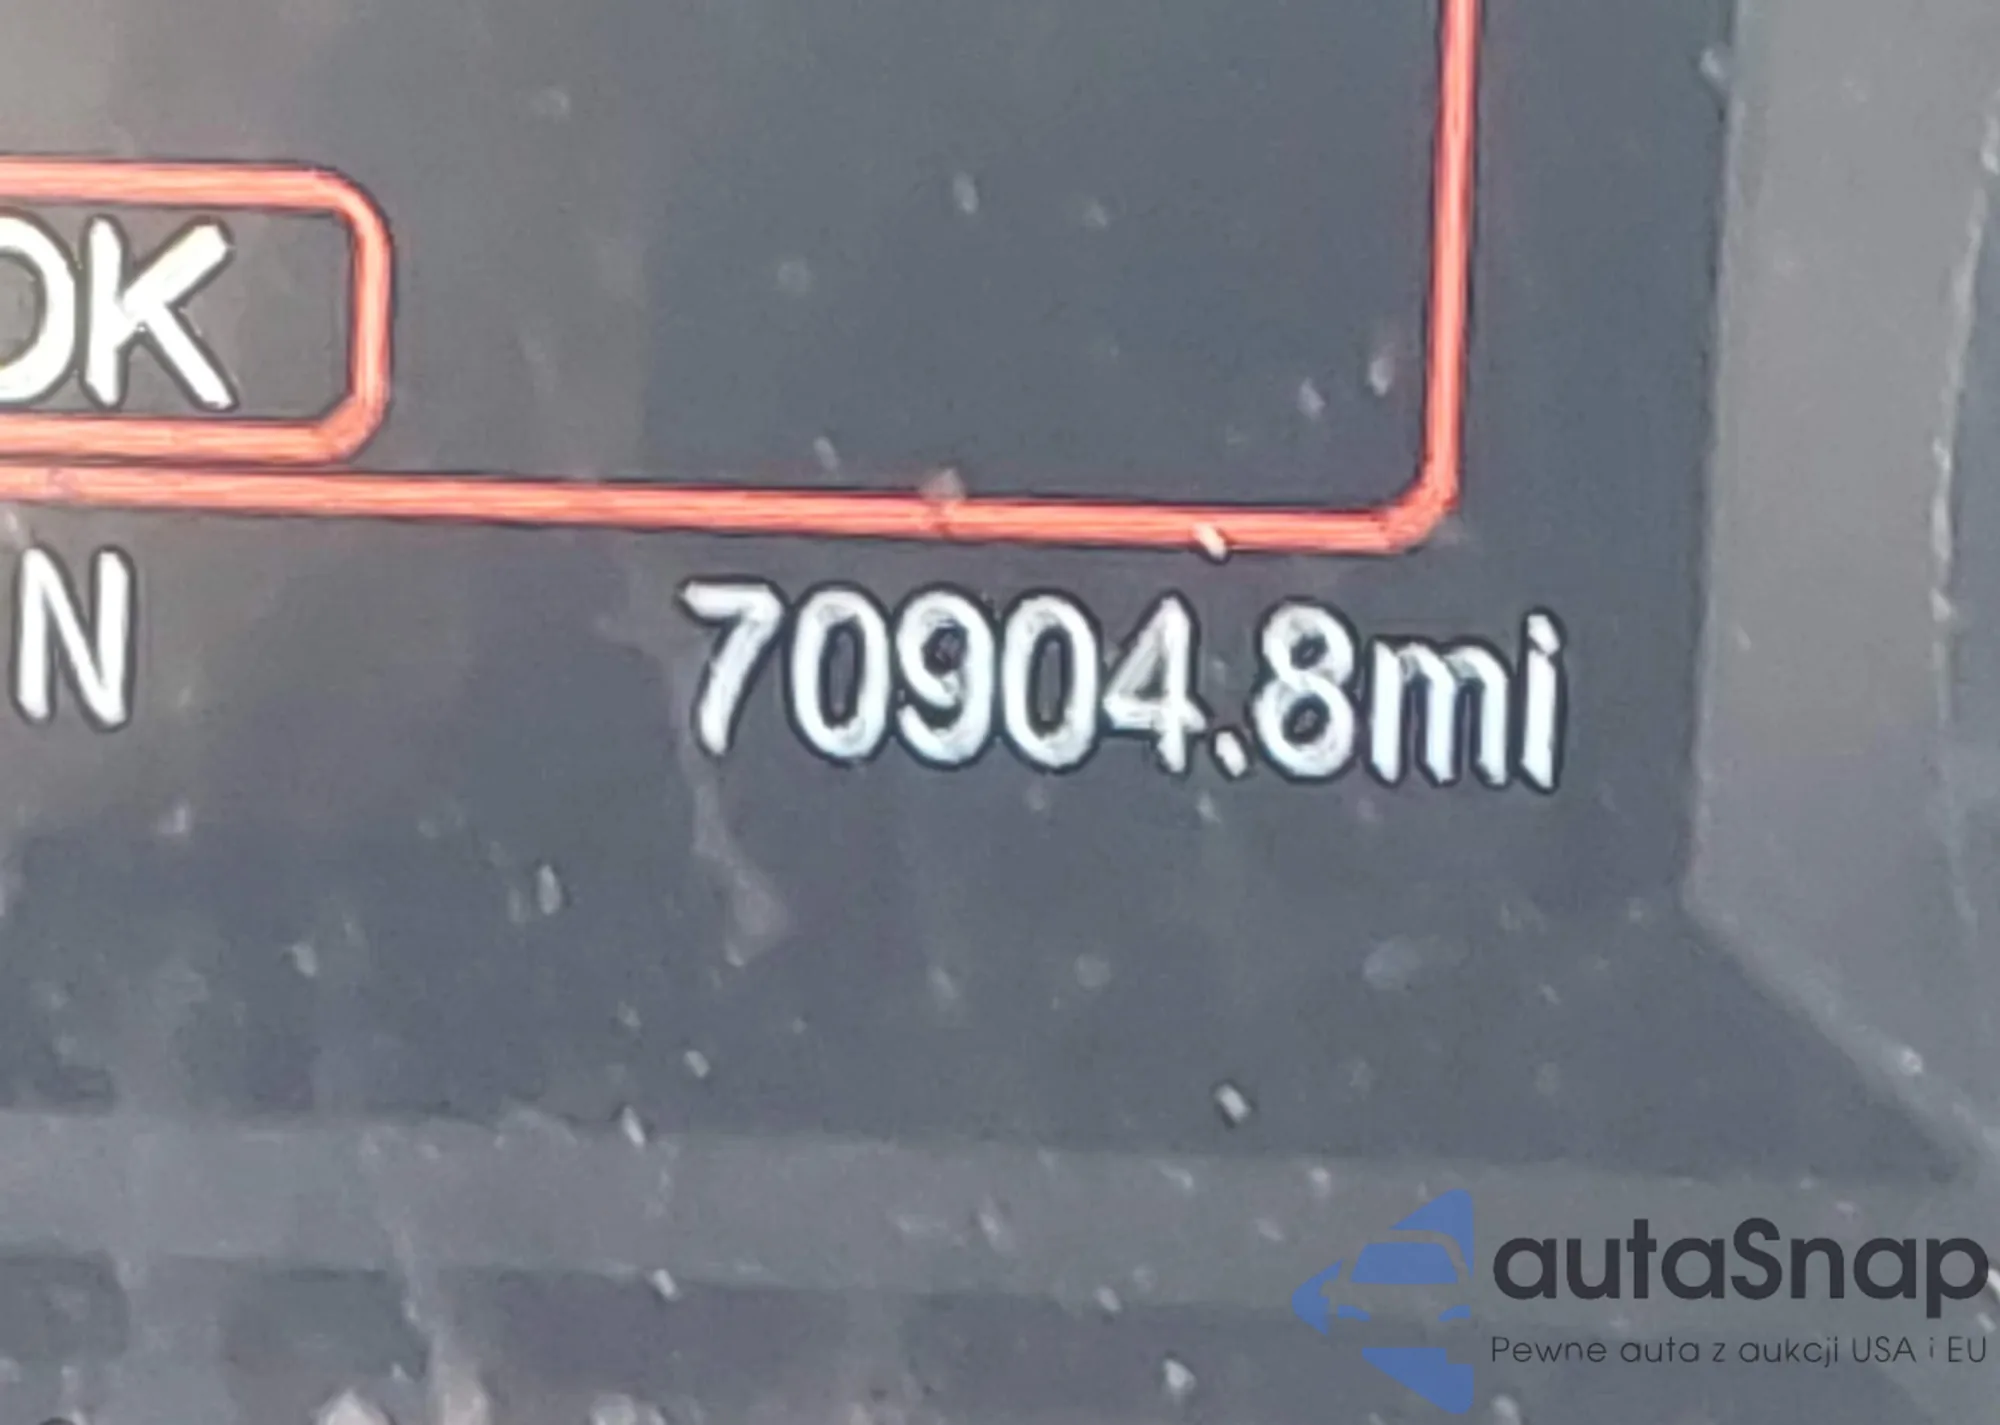 OK
N
70904.8mi
autaSnap
Pewne auta z aukcji USA i EU